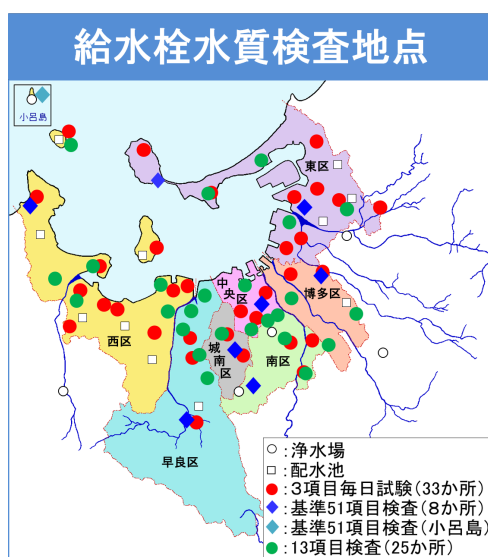 給水栓水質検査地点
小呂島
東区
博多区
中央区
西区
城南区
南区
早良区
：浄水場
：配水池
：3項目毎日試験（33か所）
：基準51項目検査（8か所）
：基準51項目検査（小呂島）
：13項目検査（25か所）